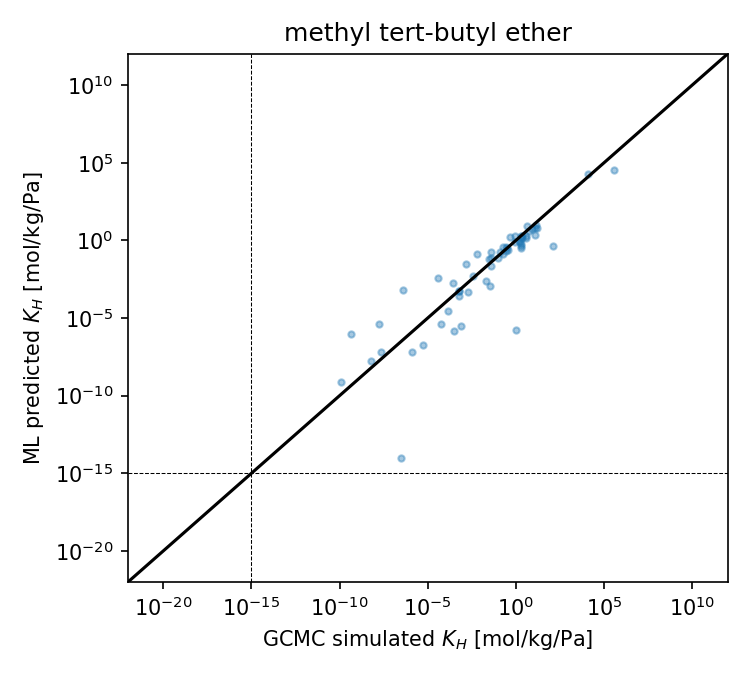 methyl tert-butyl ether
ML predicted K_H [mol/kg/Pa]
10^10
10^5
10^0
10^−5
10^−10
10^−15
10^−20
10^−20 10^−15 10^−10 10^−5 10^0 10^5 10^10
GCMC simulated K_H [mol/kg/Pa]